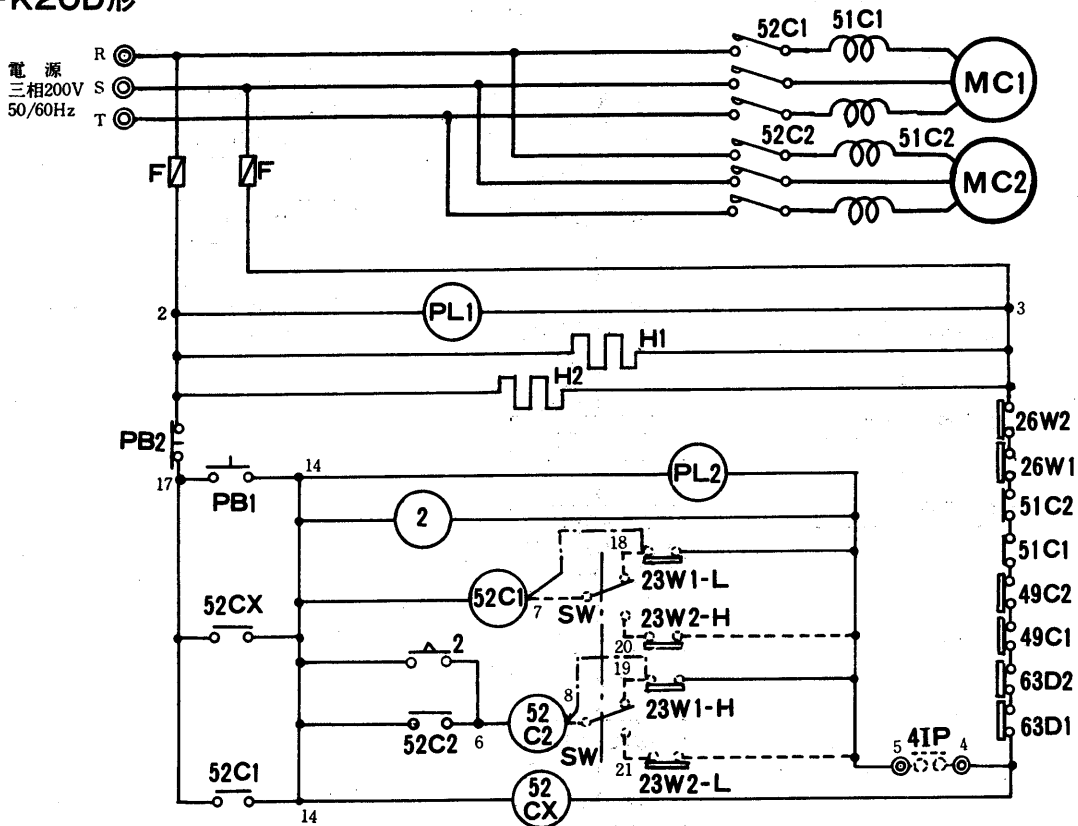 -K20D形
電源
三相200V
50/60Hz
R
S
T
52C1
51C1
MC1
52C2
51C2
MC2
F
F
2
PL1
3
H1
H2
PB2
26W2
26W1
17
PB1
14
PL2
51C2
2
51C1
18
52C1
7
SW
23W1-L
49C2
52CX
23W2-H
20
49C1
2
19
8
63D2
52C2
6
52
C2
23W1-H
SW
63D1
5
4IP
4
21
23W2-L
52C1
14
52
CX